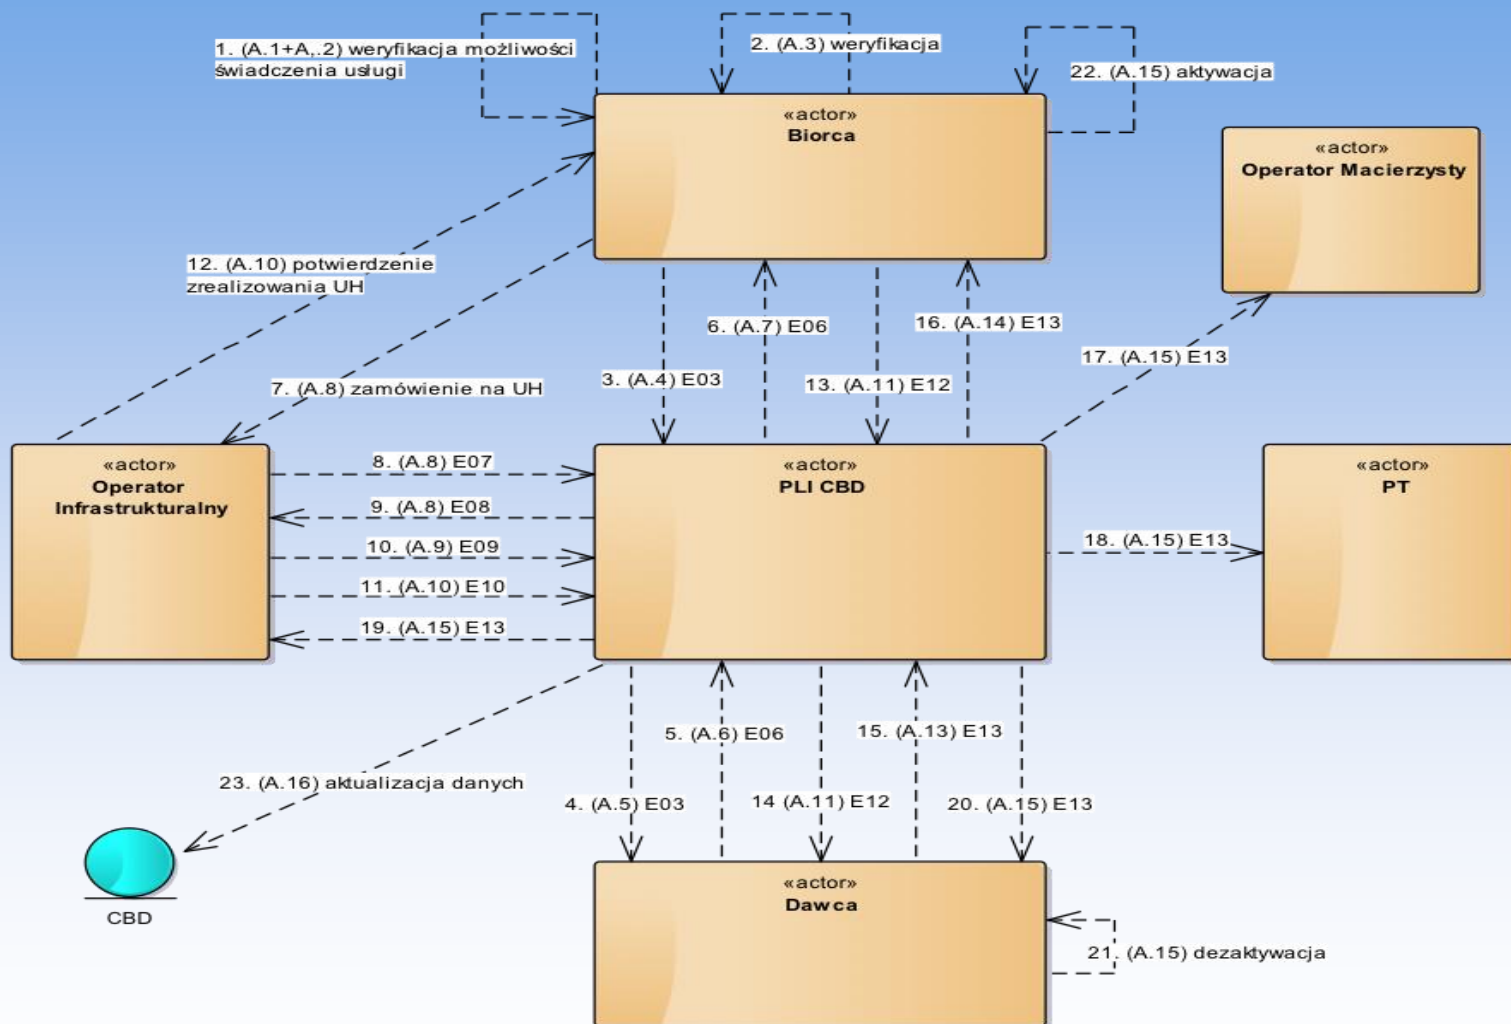 1. (A.1+A,.2) weryfikacja możliwości
świadczenia usługi
2. (A.3) weryfikacja
22. (A.15) aktywacja
«actor»
Biorca
«actor»
Operator Macierzysty
12. (A.10) potwierdzenie
zrealizowania UH
6. (A.7) E06
16. (A.14) E13
17. (A.15) E13
7. (A.8) zamówienie na UH
3. (A.4) E03
13. (A.11) E12
«actor»
Operator
Infrastrukturalny
8. (A.8) E07
9. (A.8) E08
10. (A.9) E09
11. (A.10) E10
19. (A.15) E13
«actor»
PLI CBD
«actor»
PT
18. (A.15) E13
5. (A.6) E06
15. (A.13) E13
23. (A.16) aktualizacja danych
4. (A.5) E03
14 (A.11) E12
20. (A.15) E13
CBD
«actor»
Dawca
21. (A.15) dezaktywacja